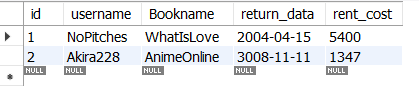 id username Bookname return_data rent_cost
1 NoPitches WhatIsLove 2004-04-15 5400
2 Akira228 AnimeOnline 3008-11-11 1347
NULL NULL NULL NULL NULL